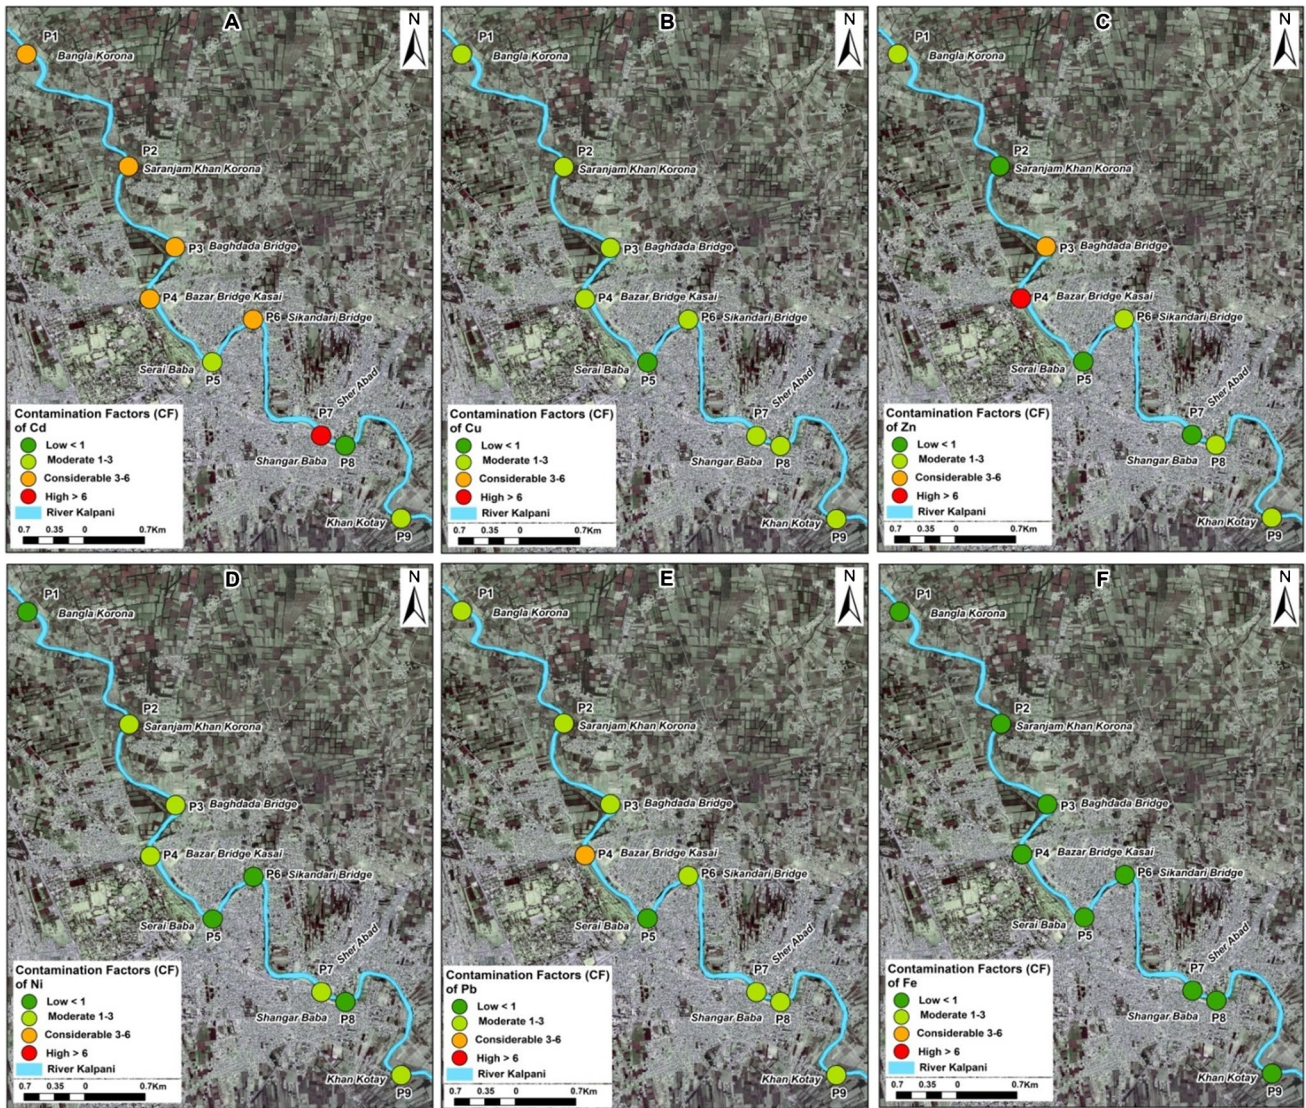 A
N
P1
Bangla Korona
P2
Saranjam Khan Korona
P3 Baghdada Bridge
P4 Bazar Bridge Kasai
P6 Sikandari Bridge
Serai Baba
P5
Sher Abad
P7
Shangar Baba
P8
Khan Kotay
P9
Contamination Factors (CF)
of Cd
Low < 1
Moderate 1-3
Considerable 3-6
High > 6
River Kalpani
0.7 0.35 0 0.7Km
B
N
P1
Bangla Korona
P2
Saranjam Khan Korona
P3 Baghdada Bridge
P4 Bazar Bridge Kasai
P6 Sikandari Bridge
Serai Baba
P5
Sher Abad
P7
Shangar Baba
P8
Khan Kotay
P9
Contamination Factors (CF)
of Cu
Low < 1
Moderate 1-3
Considerable 3-6
High > 6
River Kalpani
0.7 0.35 0 0.7Km
C
N
P1
Bangla Korona
P2
Saranjam Khan Korona
P3 Baghdada Bridge
P4 Bazar Bridge Kasai
P6 Sikandari Bridge
Serai Baba
P5
Sher Abad
P7
Shangar Baba
P8
Khan Kotay
P9
Contamination Factors (CF)
of Zn
Low < 1
Moderate 1-3
Considerable 3-6
High > 6
River Kalpani
0.7 0.35 0 0.7Km
D
N
P1
Bangla Korona
P2
Saranjam Khan Korona
P3 Baghdada Bridge
P4 Bazar Bridge Kasai
P6 Sikandari Bridge
Serai Baba
P5
Sher Abad
P7
Shangar Baba
P8
Khan Kotay
P9
Contamination Factors (CF)
of Ni
Low < 1
Moderate 1-3
Considerable 3-6
High > 6
River Kalpani
0.7 0.35 0 0.7Km
E
N
P1
Bangla Korona
P2
Saranjam Khan Korona
P3 Baghdada Bridge
P4 Bazar Bridge Kasai
P6 Sikandari Bridge
Serai Baba
P5
Sher Abad
P7
Shangar Baba
P8
Khan Kotay
P9
Contamination Factors (CF)
of Pb
Low < 1
Moderate 1-3
Considerable 3-6
High > 6
River Kalpani
0.7 0.35 0 0.7Km
F
N
P1
Bangla Korona
P2
Saranjam Khan Korona
P3 Baghdada Bridge
P4 Bazar Bridge Kasai
P6 Sikandari Bridge
Serai Baba
P5
Sher Abad
P7
Shangar Baba
P8
Khan Kotay
P9
Contamination Factors (CF)
of Fe
Low < 1
Moderate 1-3
Considerable 3-6
High > 6
River Kalpani
0.7 0.35 0 0.7Km